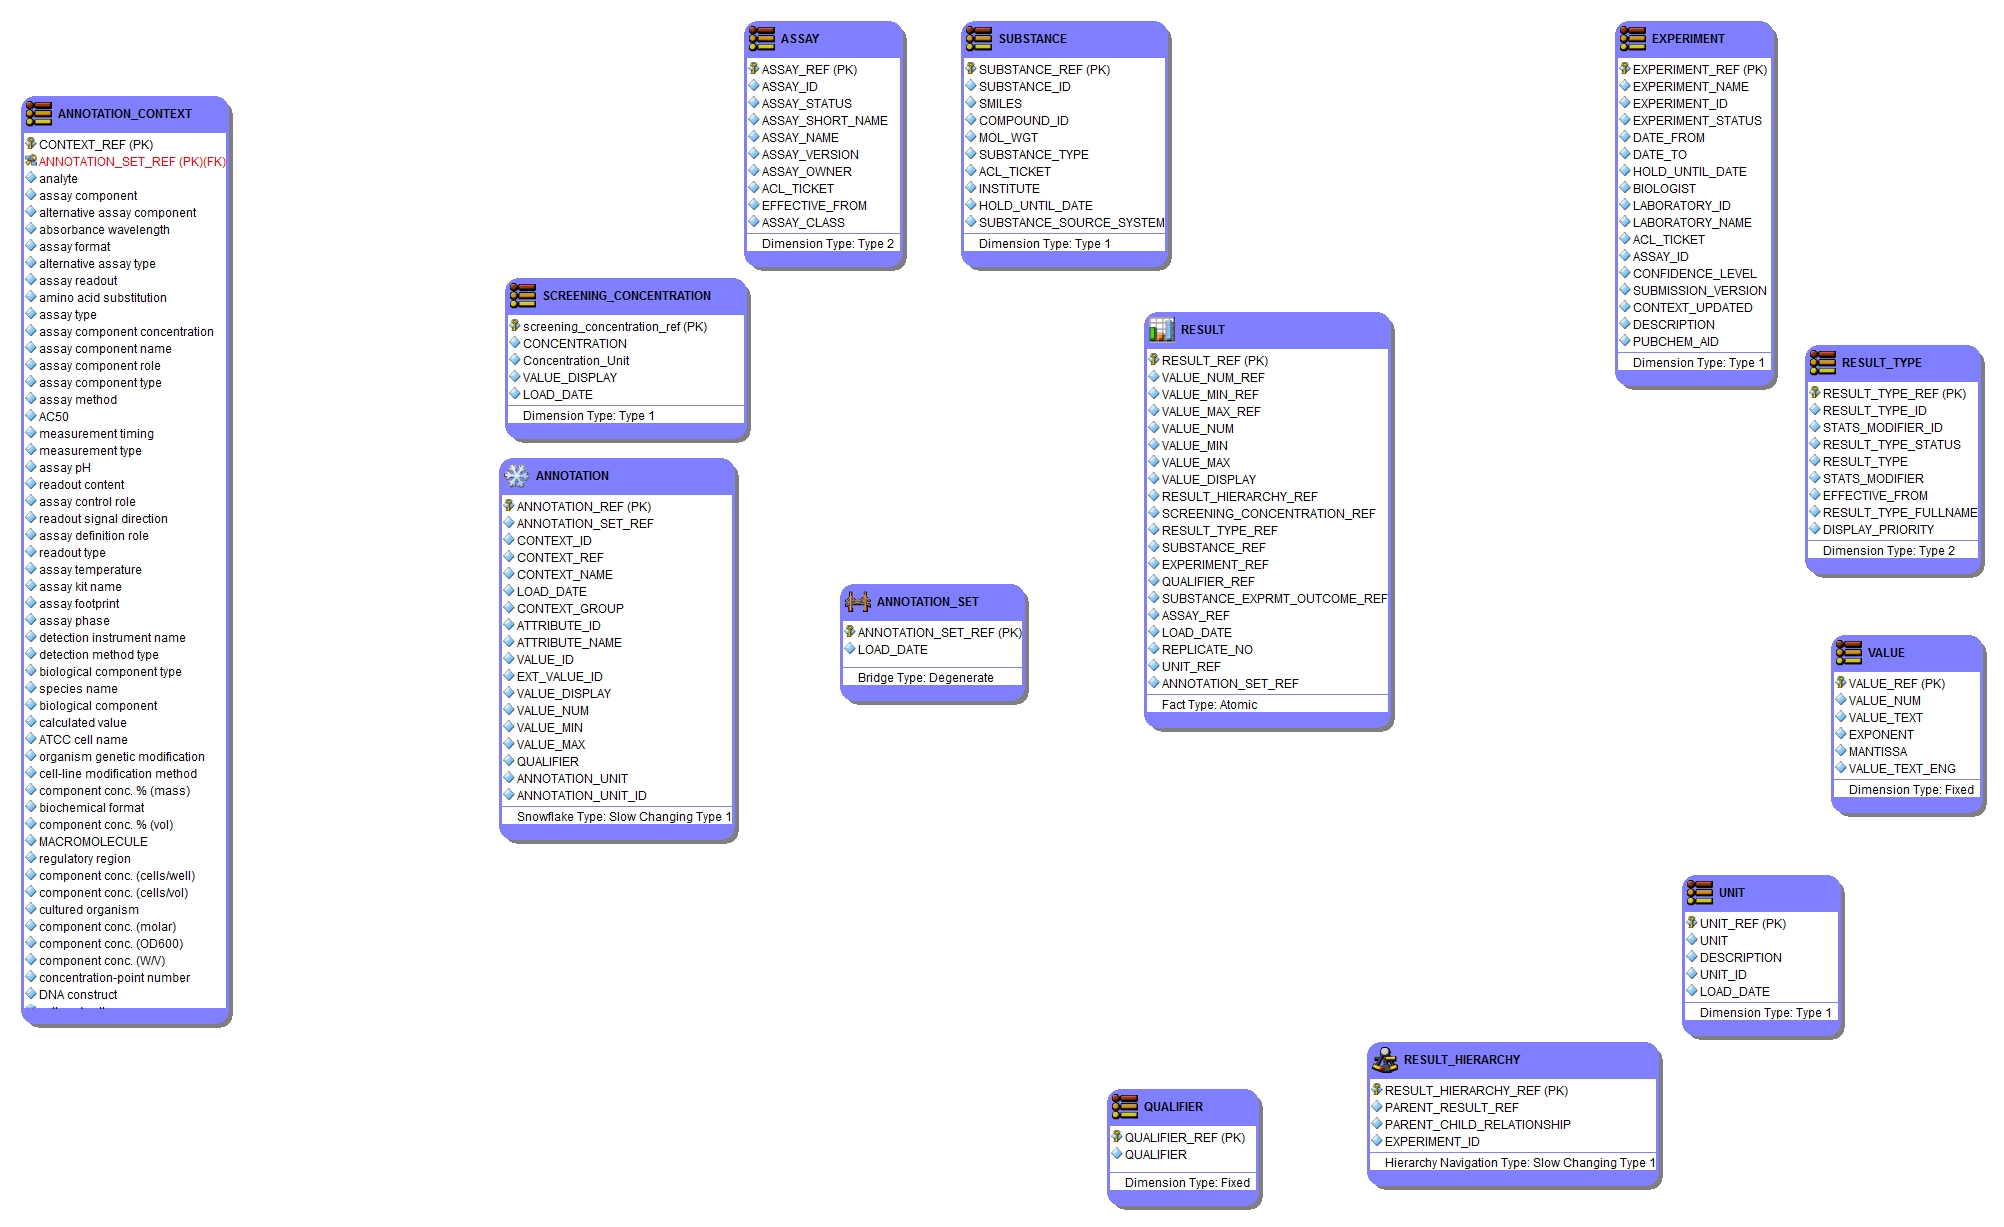 ANNOTATION_CONTEXT
CONTEXT_REF (PK)
ANNOTATION_SET_REF (PK)(FK)
analyte
assay component
alternative assay component
absorbance wavelength
assay format
alternative assay type
assay readout
amino acid substitution
assay type
assay component concentration
assay component name
assay component role
assay component type
assay method
AC50
measurement timing
measurement type
assay pH
readout content
assay control role
readout signal direction
assay definition role
readout type
assay temperature
assay kit name
assay footprint
assay phase
detection instrument name
detection method type
biological component type
species name
biological component
calculated value
ATCC cell name
organism genetic modification
cell-line modification method
component conc. % (mass)
biochemical format
component conc. % (vol)
MACROMOLECULE
regulatory region
component conc. (cells/well)
component conc. (cells/vol)
cultured organism
component conc. (molar)
component conc. (OD600)
component conc. (W/V)
concentration-point number
DNA construct
SCREENING_CONCENTRATION
screening_concentration_ref (PK)
CONCENTRATION
Concentration_Unit
VALUE_DISPLAY
LOAD_DATE
Dimension Type: Type 1
ANNOTATION
ANNOTATION_REF (PK)
ANNOTATION_SET_REF
CONTEXT_ID
CONTEXT_REF
CONTEXT_NAME
LOAD_DATE
CONTEXT_GROUP
ATTRIBUTE_ID
ATTRIBUTE_NAME
VALUE_ID
EXT_VALUE_ID
VALUE_DISPLAY
VALUE_NUM
VALUE_MIN
VALUE_MAX
QUALIFIER
ANNOTATION_UNIT
ANNOTATION_UNIT_ID
Snowflake Type: Slow Changing Type 1
ASSAY
ASSAY_REF (PK)
ASSAY_ID
ASSAY_STATUS
ASSAY_SHORT_NAME
ASSAY_NAME
ASSAY_VERSION
ASSAY_OWNER
ACL_TICKET
EFFECTIVE_FROM
ASSAY_CLASS
Dimension Type: Type 2
SUBSTANCE
SUBSTANCE_REF (PK)
SUBSTANCE_ID
SMILES
COMPOUND_ID
MOL_WGT
SUBSTANCE_TYPE
ACL_TICKET
INSTITUTE
HOLD_UNTIL_DATE
SUBSTANCE_SOURCE_SYSTEM
Dimension Type: Type 1
ANNOTATION_SET
ANNOTATION_SET_REF (PK)
LOAD_DATE
Bridge Type: Degenerate
RESULT
RESULT_REF (PK)
VALUE_NUM_REF
VALUE_MIN_REF
VALUE_MAX_REF
VALUE_NUM
VALUE_MIN
VALUE_MAX
VALUE_DISPLAY
RESULT_HIERARCHY_REF
SCREENING_CONCENTRATION_REF
RESULT_TYPE_REF
SUBSTANCE_REF
EXPERIMENT_REF
QUALIFIER_REF
SUBSTANCE_EXPRMT_OUTCOME_REF
ASSAY_REF
LOAD_DATE
REPLICATE_NO
UNIT_REF
ANNOTATION_SET_REF
Fact Type: Atomic
EXPERIMENT
EXPERIMENT_REF (PK)
EXPERIMENT_NAME
EXPERIMENT_ID
EXPERIMENT_STATUS
DATE_FROM
DATE_TO
HOLD_UNTIL_DATE
BIOLOGIST
LABORATORY_ID
LABORATORY_NAME
ACL_TICKET
ASSAY_ID
CONFIDENCE_LEVEL
SUBMISSION_VERSION
CONTEXT_UPDATED
DESCRIPTION
PUBCHEM_AID
Dimension Type: Type 1
RESULT_TYPE
RESULT_TYPE_REF (PK)
RESULT_TYPE_ID
STATS_MODIFIER_ID
RESULT_TYPE_STATUS
RESULT_TYPE
STATS_MODIFIER
EFFECTIVE_FROM
RESULT_TYPE_FULLNAME
DISPLAY_PRIORITY
Dimension Type: Type 2
VALUE
VALUE_REF (PK)
VALUE_NUM
VALUE_TEXT
EXPONENT
MANTISSA
VALUE_TEXT_ENG
Dimension Type: Fixed
UNIT
UNIT_REF (PK)
UNIT
DESCRIPTION
UNIT_ID
LOAD_DATE
Dimension Type: Type 1
RESULT_HIERARCHY
RESULT_HIERARCHY_REF (PK)
PARENT_RESULT_REF
PARENT_CHILD_RELATIONSHIP
EXPERIMENT_ID
Hierarchy Navigation Type: Slow Changing Type 1
QUALIFIER
QUALIFIER_REF (PK)
QUALIFIER
Dimension Type: Fixed